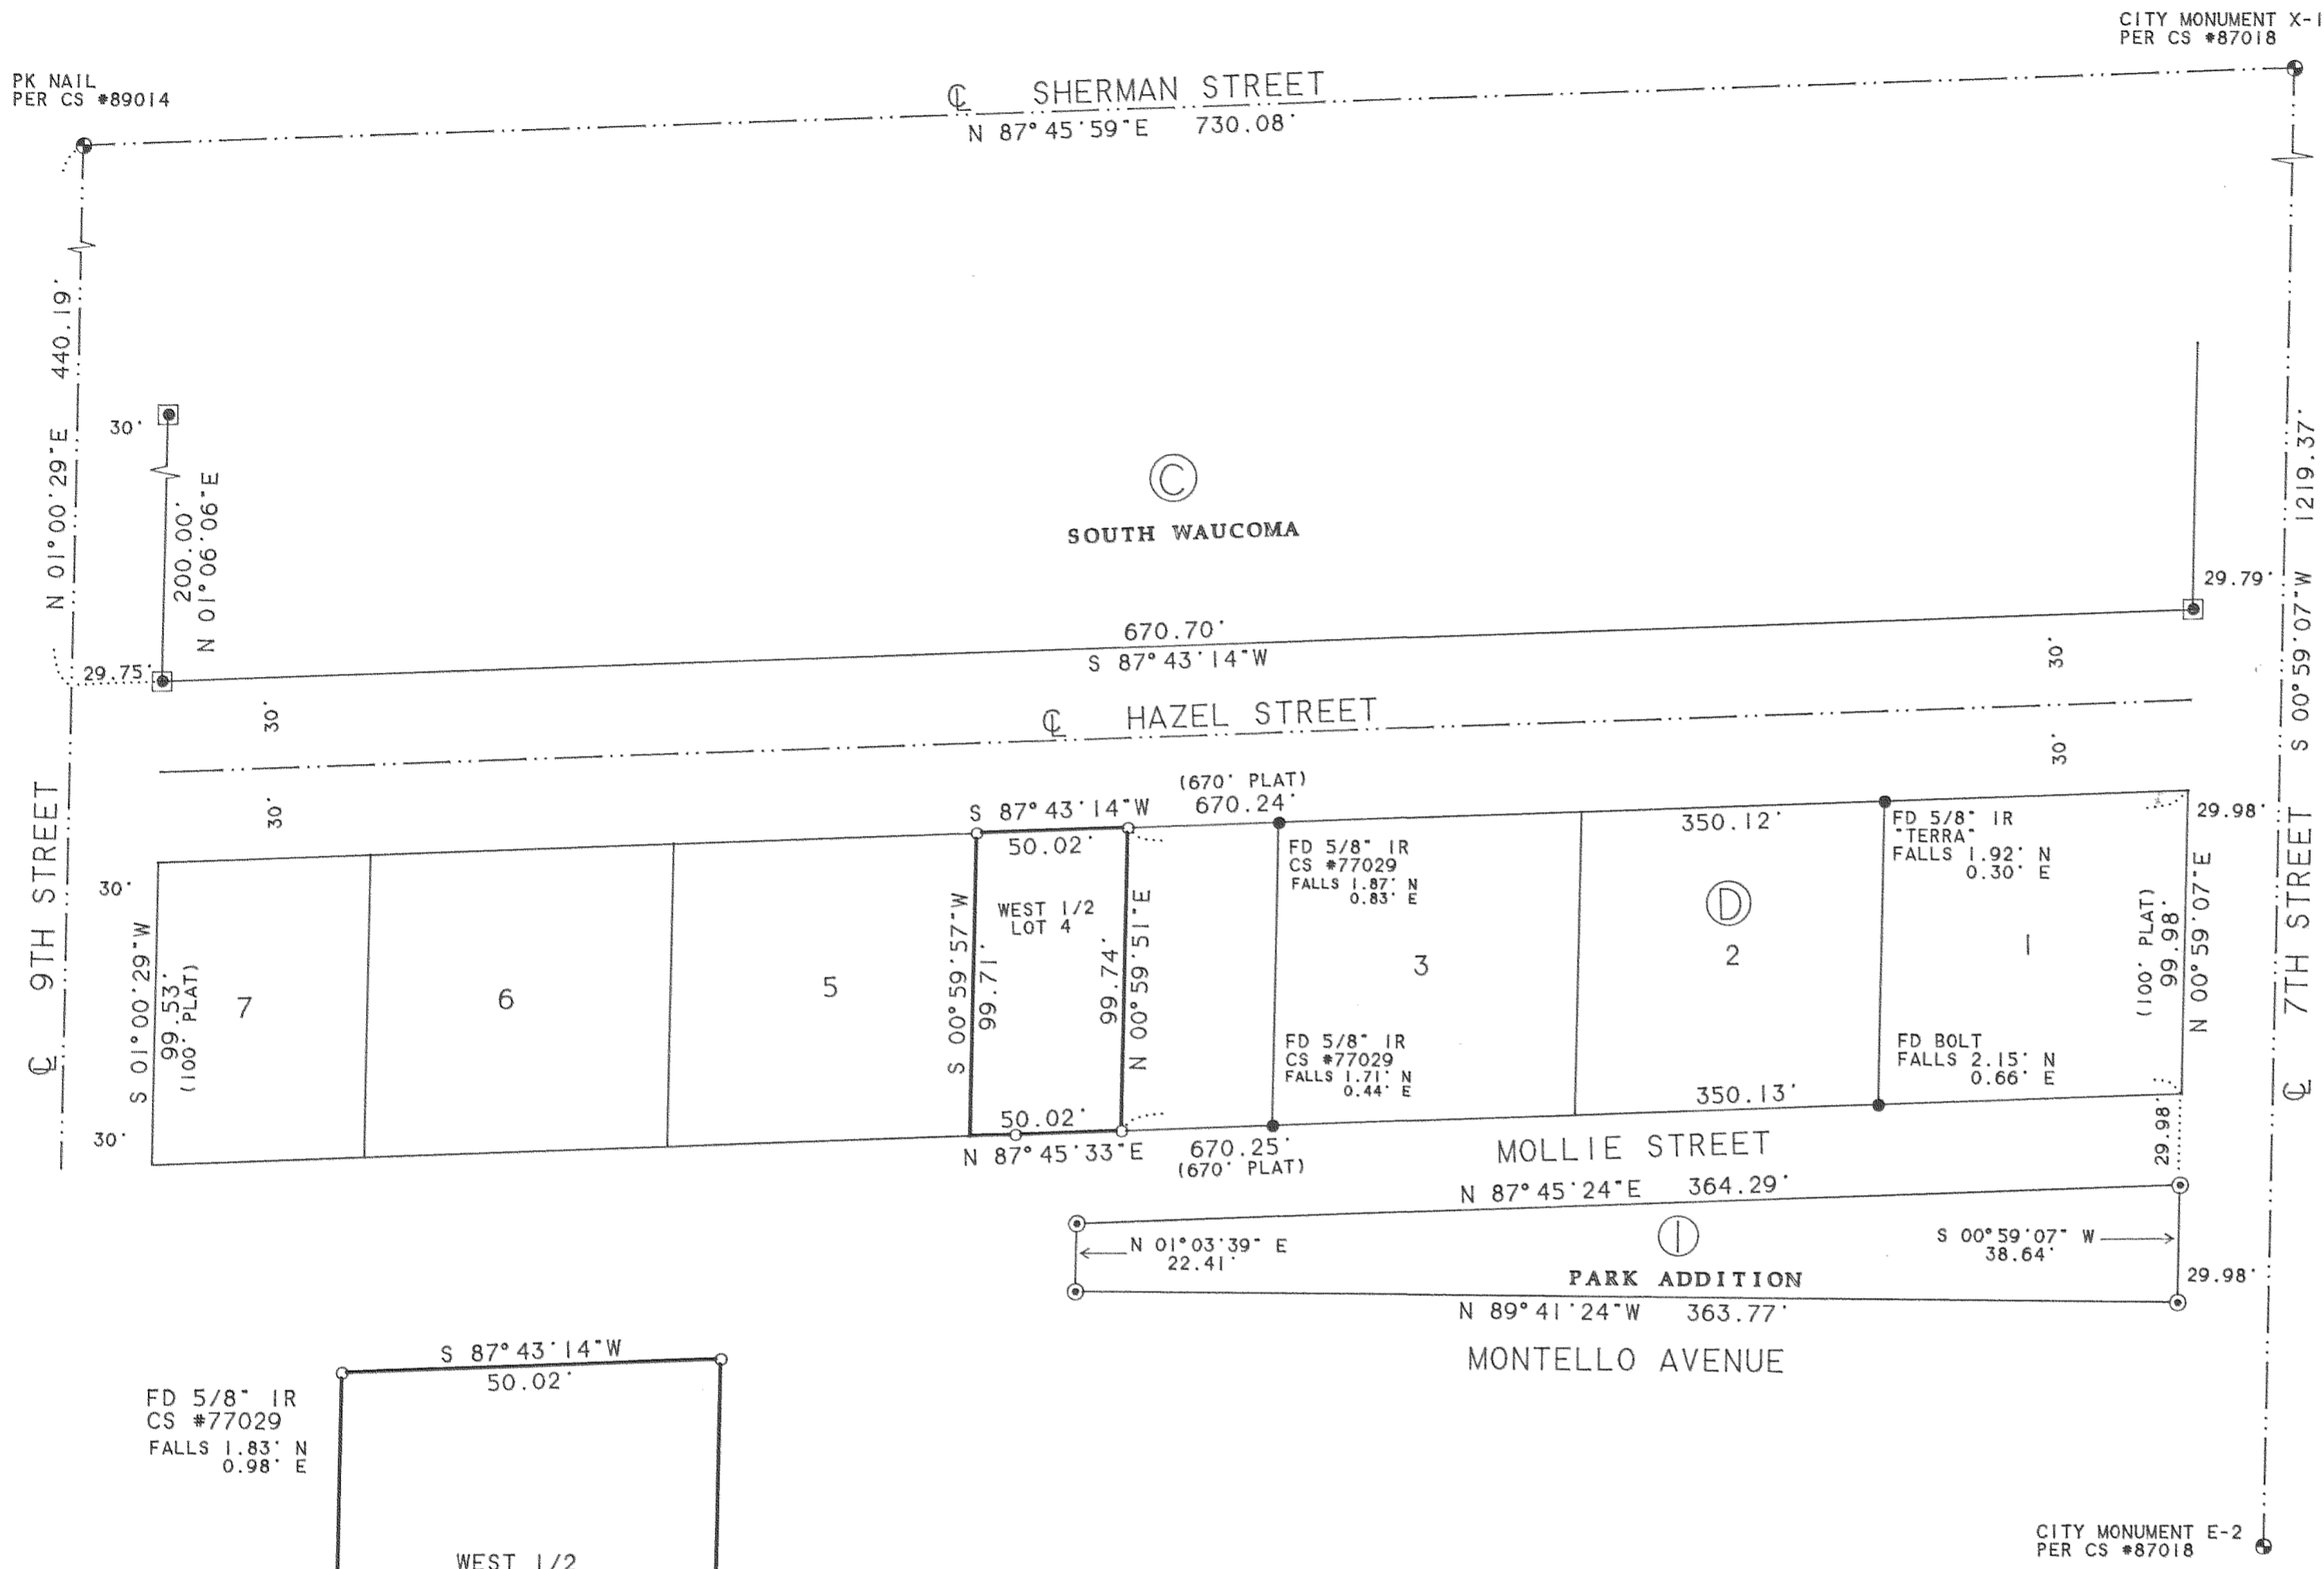 CITY MONUMENT X-1
PER CS #87018
PK NAIL
PER CS #89014
℄ SHERMAN STREET
N 87°45'59"E 730.08'
N 01°00'29"E 440.19'
30'
200.00'
N 01°06'06"E
29.75'
C
SOUTH WAUCOMA
670.70'
S 87°43'14"W
29.79'
30'
S 00°59'07"W 1219.37'
30'
℄ HAZEL STREET
30'
30'
℄ 9TH STREET
℄ 7TH STREET
(670' PLAT)
S 87°43'14"W 670.24'
50.02'
350.12'
29.98'
FD 5/8" IR
CS #77029
FALLS 1.87' N
0.83' E
FD 5/8" IR
"TERRA"
FALLS 1.92' N
0.30' E
30'
S 01°00'29"W
99.53'
(100' PLAT)
7
6
5
S 00°59'57"W
99.71'
WEST 1/2
LOT 4
99.74'
N 00°59'51"E
3
D
2
1
(100' PLAT)
99.98'
N 00°59'07"E
FD 5/8" IR
CS #77029
FALLS 1.71' N
0.44' E
FD BOLT
FALLS 2.15' N
0.66' E
30'
50.02'
350.13'
N 87°45'33"E 670.25'
(670' PLAT)
MOLLIE STREET
29.98'
N 87°45'24"E 364.29'
N 01°03'39" E
22.41'
1
S 00°59'07" W
38.64'
PARK ADDITION
29.98'
N 89°41'24"W 363.77'
MONTELLO AVENUE
S 87°43'14"W
50.02'
FD 5/8" IR
CS #77029
FALLS 1.83' N
0.98' E
WEST 1/2
CITY MONUMENT E-2
PER CS #87018